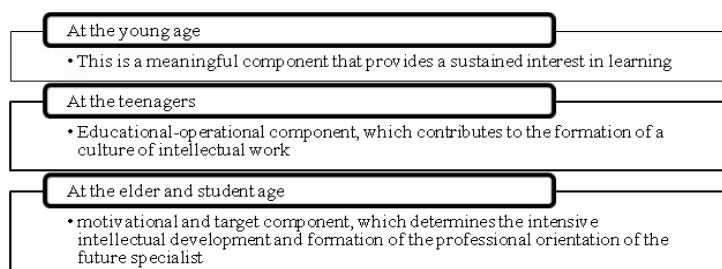 At the young age
• This is a meaningful component that provides a sustained interest in learning
At the teenagers
• Educational-operational component, which contributes to the formation of a
culture of intellectual work
At the elder and student age
• motivational and target component, which determines the intensive
intellectual development and formation of the professional orientation of the
future specialist